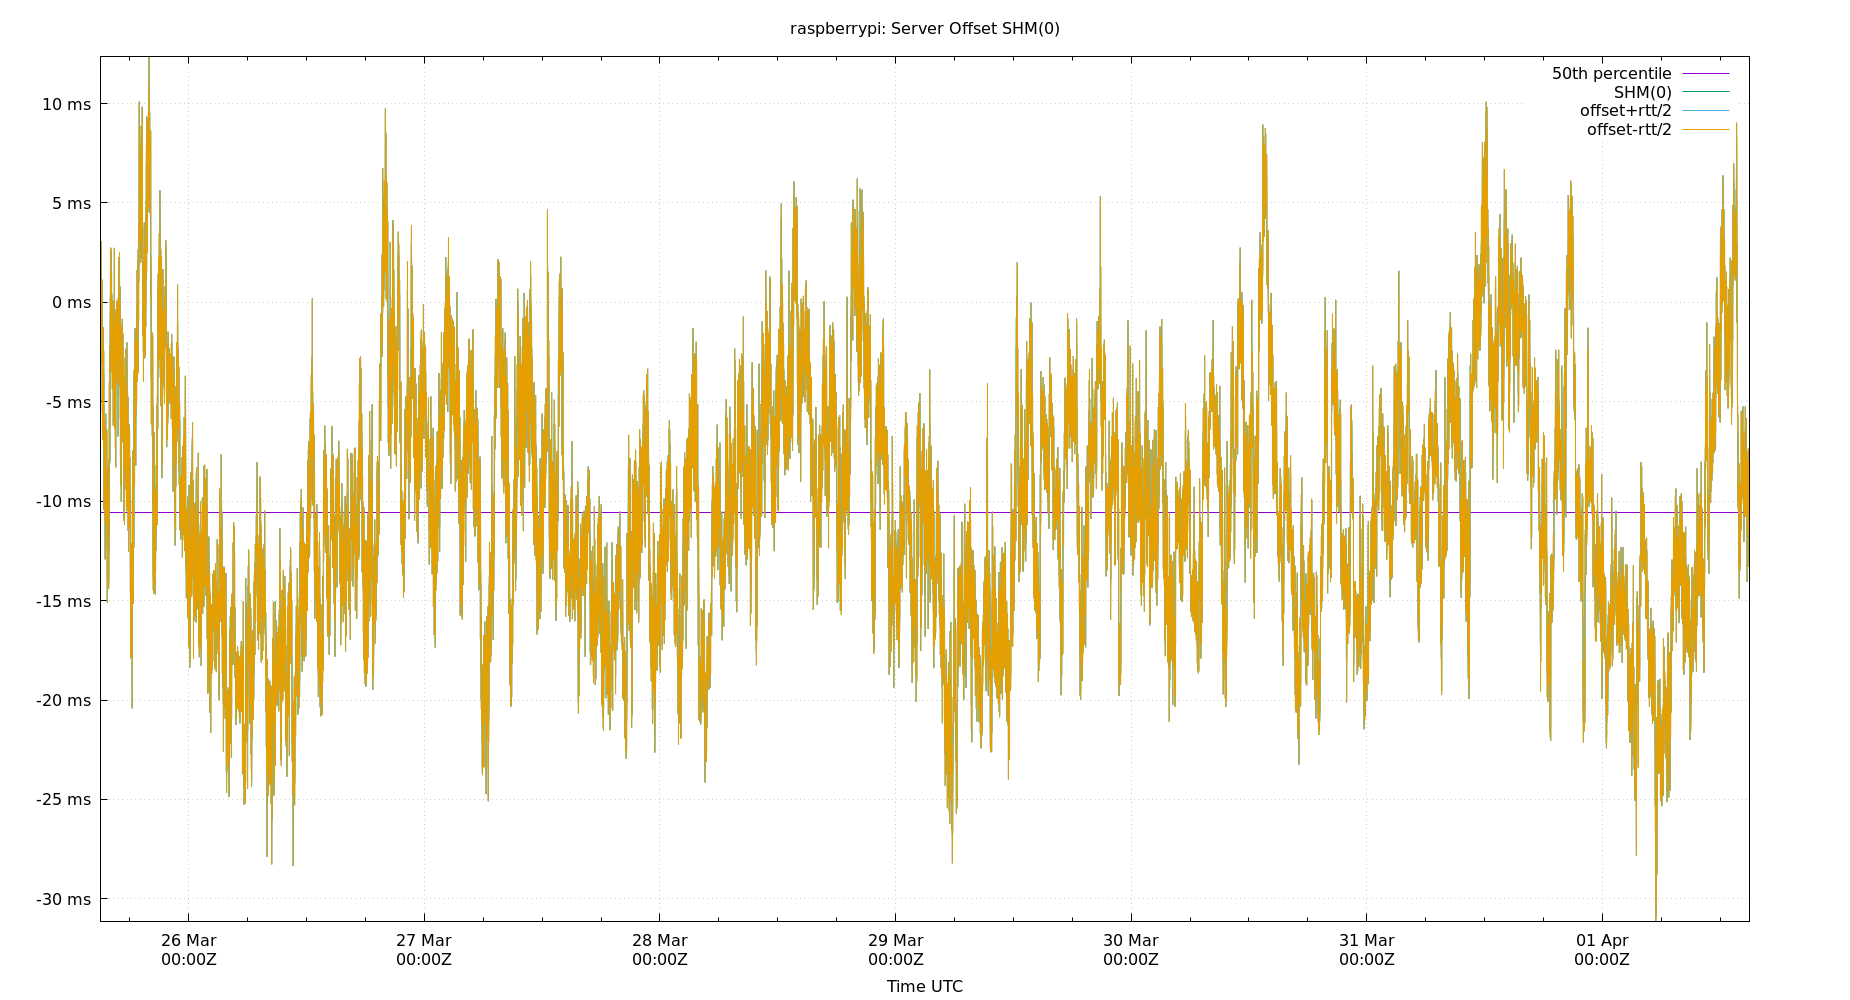 raspberrypi: Server Offset SHM(0)
50th percentile
SHM(0)
offset+rtt/2
offset-rtt/2
10 ms
5 ms
0 ms
-5 ms
-10 ms
-15 ms
-20 ms
-25 ms
-30 ms
26 Mar 27 Mar 28 Mar 29 Mar 30 Mar 31 Mar 01 Apr
00:00Z 00:00Z 00:00Z 00:00Z 00:00Z 00:00Z 00:00Z
Time UTC